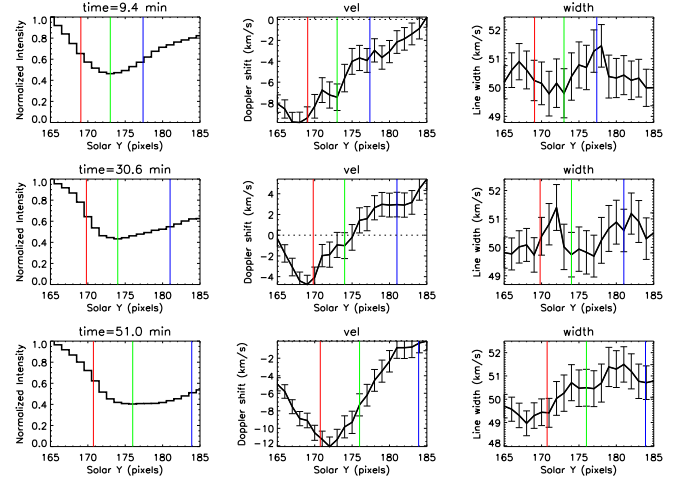 time=9.4 min
vel
width
Normalized Intensity
1.0
0.8
0.6
0.4
0.2
0.0
165 170 175 180 185
Solar Y (pixels)
Doppler shift (km/s)
0
-2
-4
-6
-8
165 170 175 180 185
Solar Y (pixels)
Line width (km/s)
52
51
50
49
165 170 175 180 185
Solar Y (pixels)
time=30.6 min
vel
width
Normalized Intensity
1.0
0.8
0.6
0.4
0.2
0.0
165 170 175 180 185
Solar Y (pixels)
Doppler shift (km/s)
4
2
0
-2
-4
165 170 175 180 185
Solar Y (pixels)
Line width (km/s)
52
51
50
49
165 170 175 180 185
Solar Y (pixels)
time=51.0 min
vel
width
Normalized Intensity
1.0
0.8
0.6
0.4
0.2
0.0
165 170 175 180 185
Solar Y (pixels)
Doppler shift (km/s)
-2
-4
-6
-8
-10
-12
165 170 175 180 185
Solar Y (pixels)
Line width (km/s)
52
51
50
49
48
165 170 175 180 185
Solar Y (pixels)